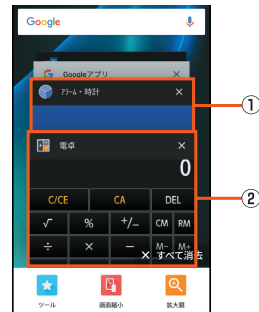 Google
G Googleアプリ ×
アラーム・時計 ×
①
電卓 ×
0
②
C/CE CA DEL
√ % +/− CM RM
÷ × − M− M+
× すべて消去
ツール 画面縮小 拡大鏡